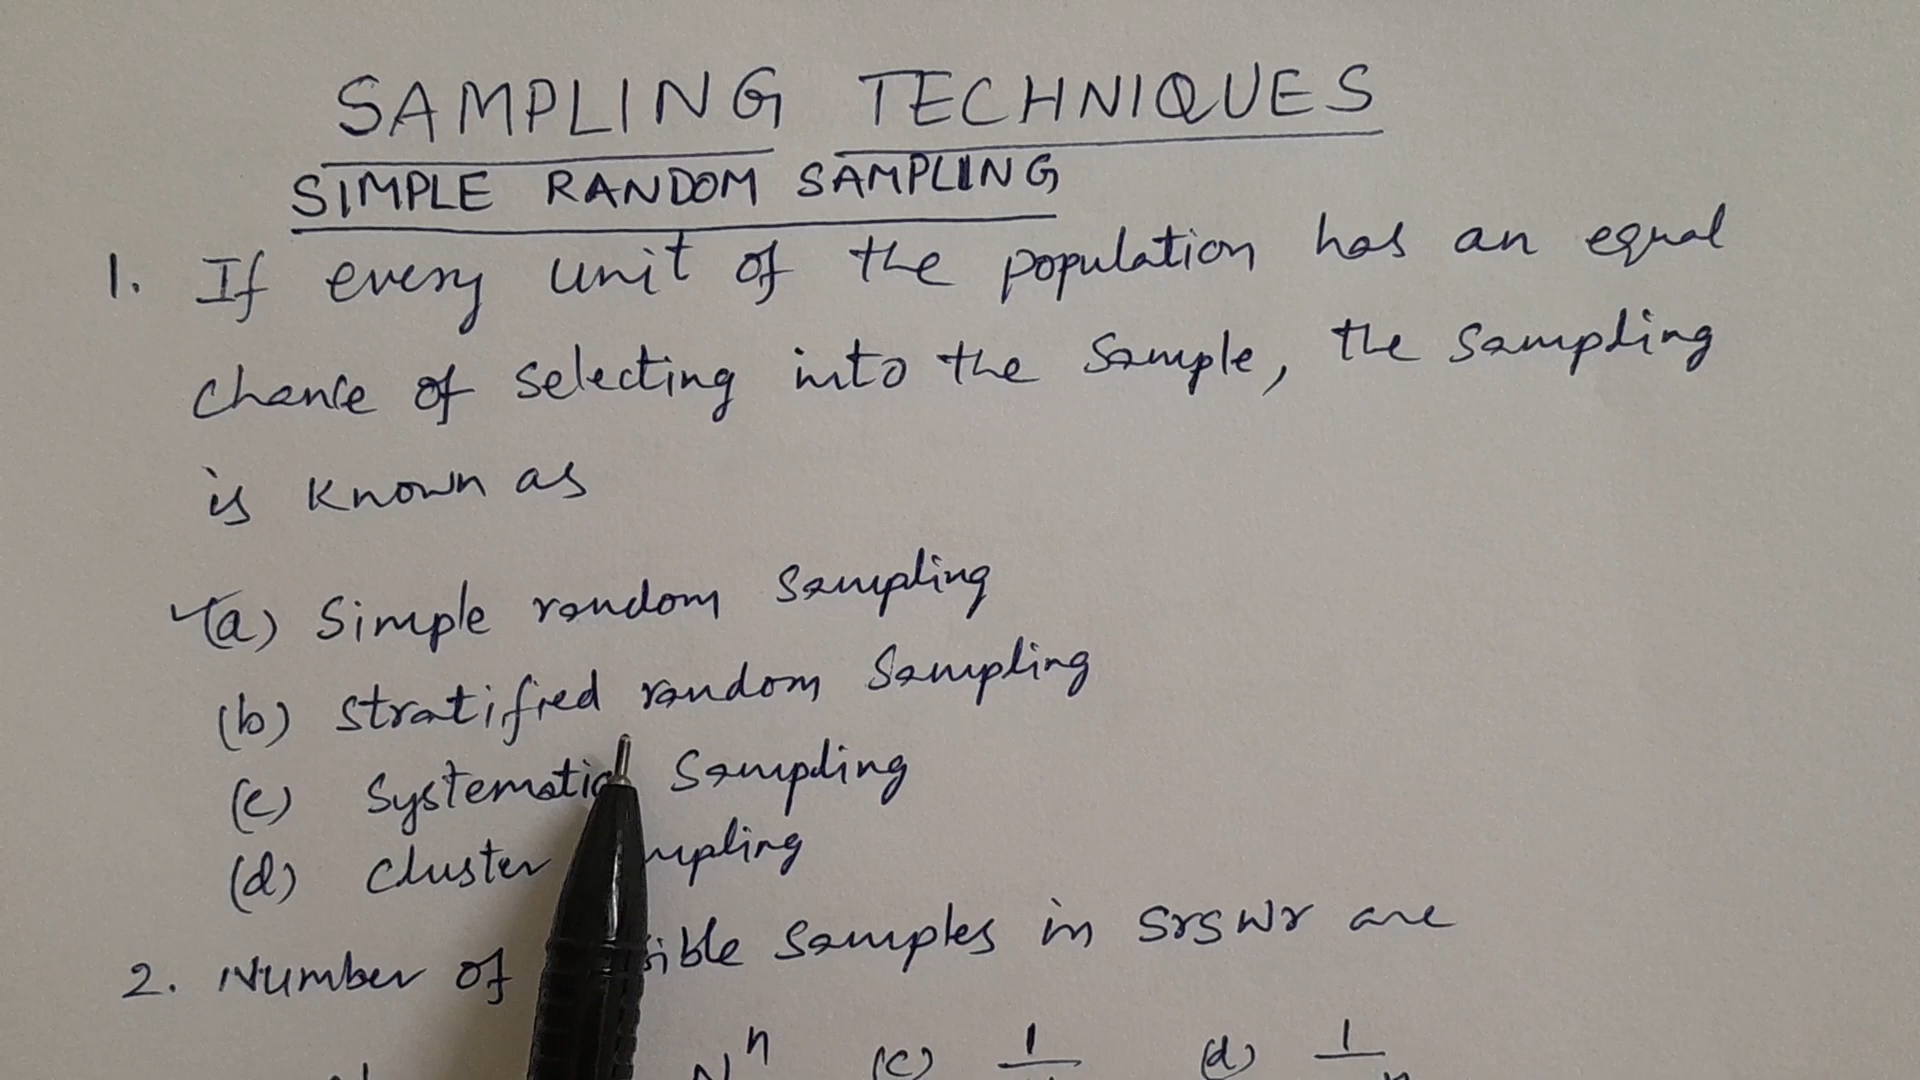 SAMPLING TECHNIQUES
SIMPLE RANDOM SAMPLING
1. If every unit of the population has an equal
chance of selecting into the sample, the sampling
is known as
(a) Simple random sampling
(b) Stratified random sampling
(c) Systematic sampling
(d) Cluster
2. Number of samples in srswr are
N^n (c) 1 (d) 1